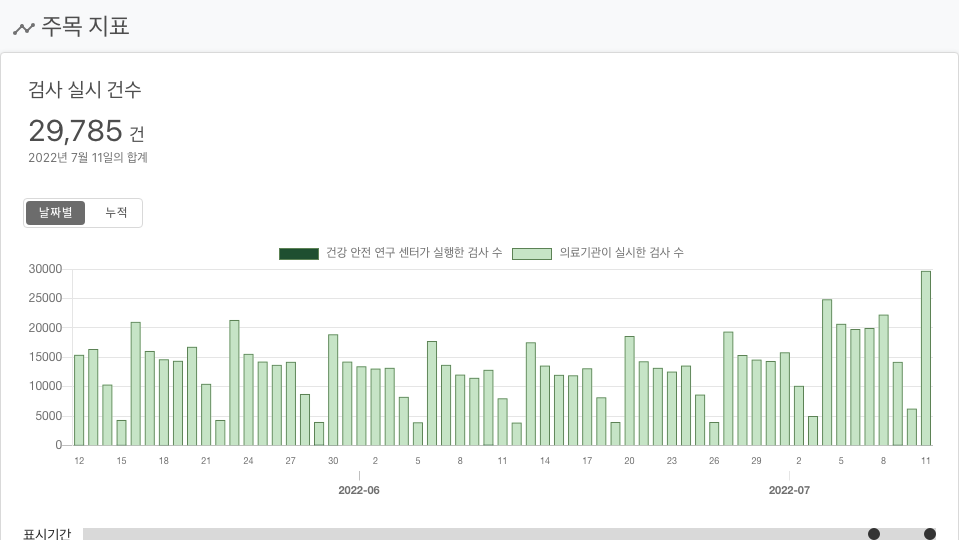 주목 지표
검사 실시 건수
29,785 건
2022년 7월 11일의 합계
날짜별 누적
건강 안전 연구 센터가 실행한 검사 수 의료기관이 실시한 검사 수
30000
25000
20000
15000
10000
5000
0
12 15 18 21 24 27 30 2 5 8 11 14 17 20 23 26 29 2 5 8 11
2022-06 2022-07
표시기간